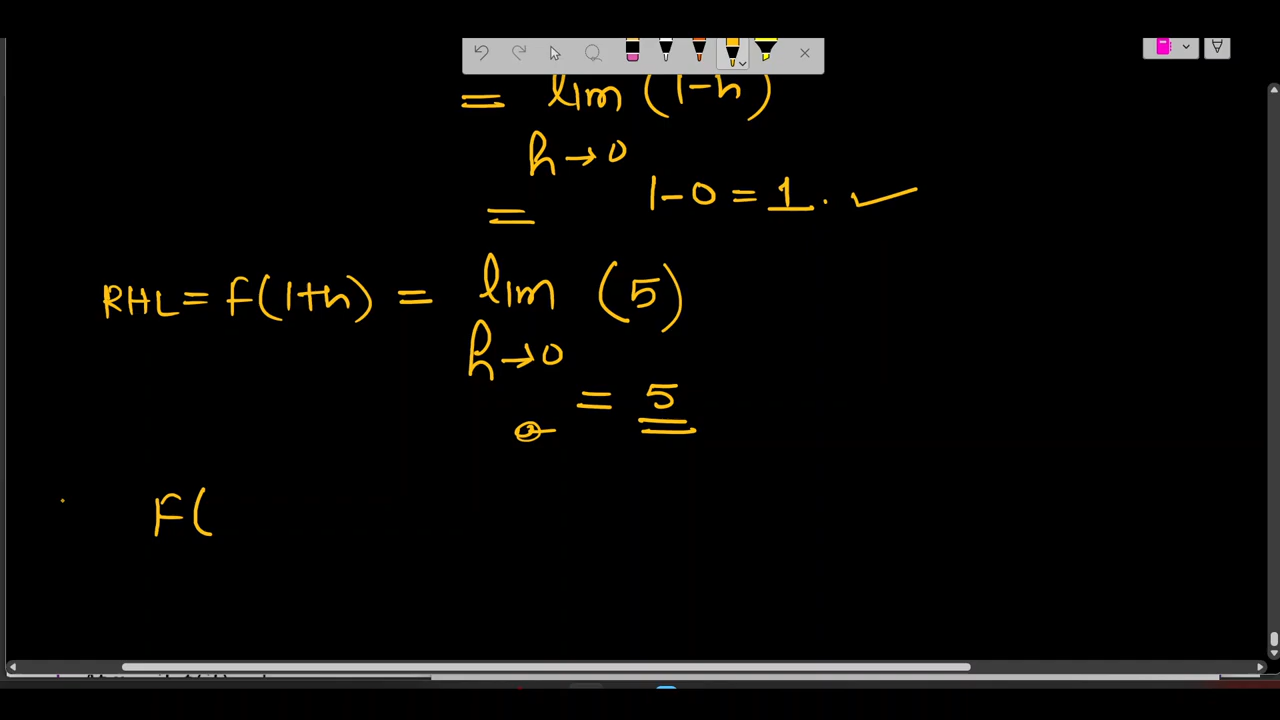 = lim (1-h)
h→0
= 1-0 = 1. ✓
RHL = f(1+h) = lim (5)
h→0
= 5
F(